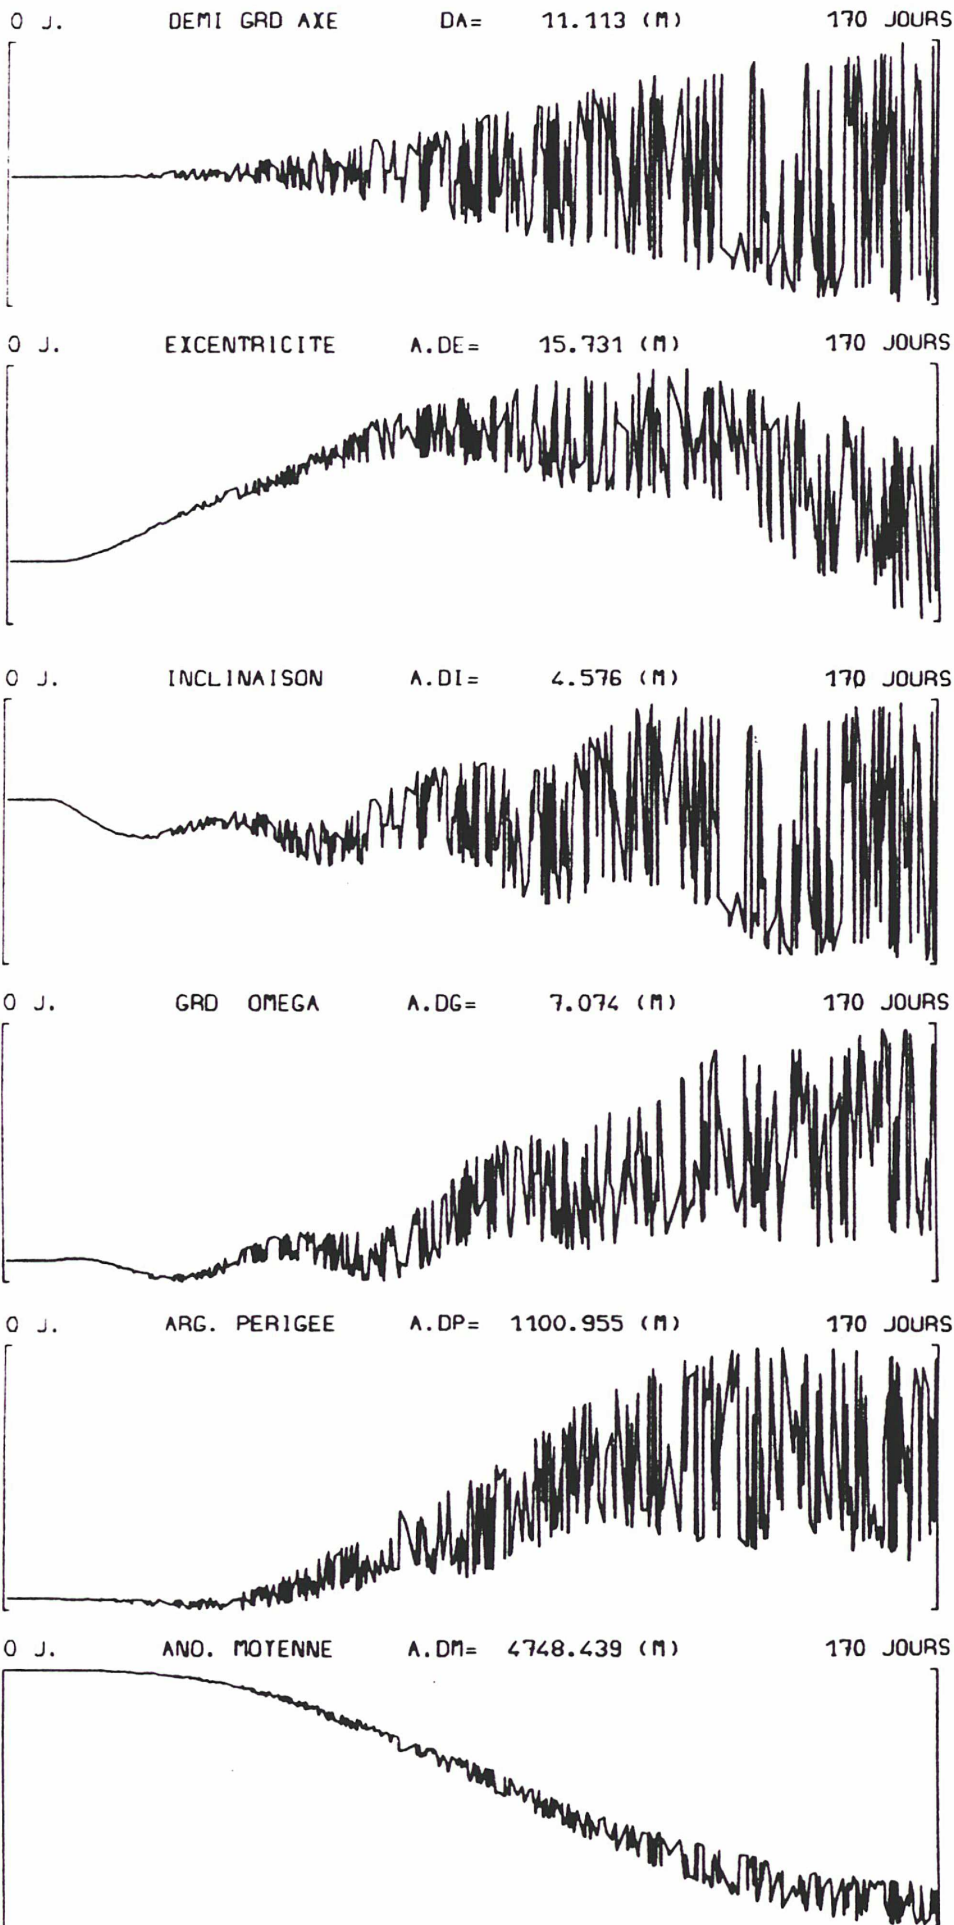 0 J. DEMI GRD AXE DA= 11.113 (M) 170 JOURS
0 J. EXCENTRICITE A.DE= 15.731 (M) 170 JOURS
0 J. INCLINAISON A.DI= 4.576 (M) 170 JOURS
0 J. GRD OMEGA A.DG= 7.074 (M) 170 JOURS
0 J. ARG. PERIGEE A.DP= 1100.955 (M) 170 JOURS
0 J. ANO. MOYENNE A.DM= 4748.439 (M) 170 JOURS